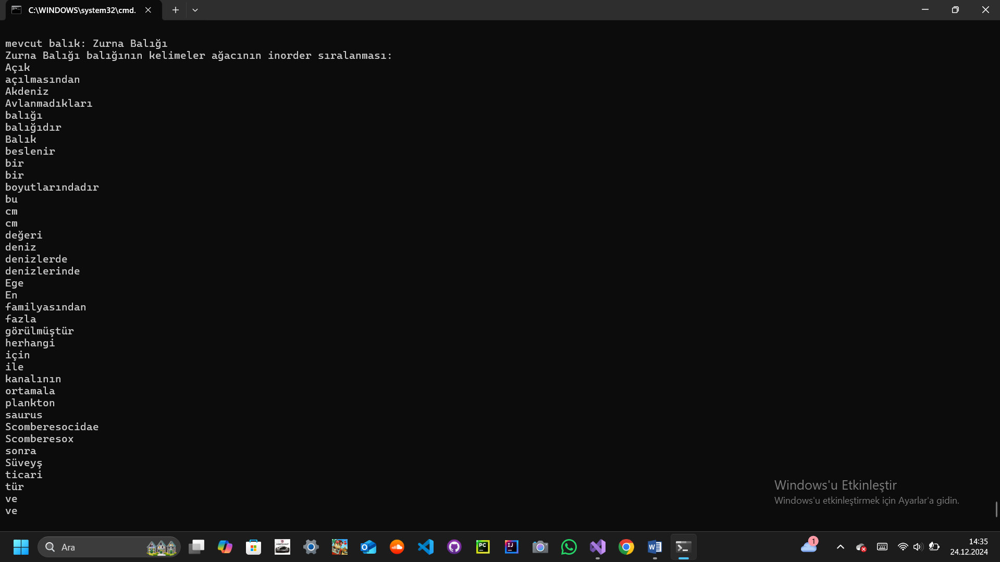 C:\WINDOWS\system32\cmd.
mevcut balık: Zurna Balığı
Zurna Balığı balığının kelimeler ağacının inorder sıralanması:
Açık
açılmasından
Akdeniz
Avlanmadıkları
balığı
balığıdır
Balık
beslenir
bir
bir
boyutlarındadır
bu
cm
cm
değeri
deniz
denizlerde
denizlerinde
Ege
En
familyasından
fazla
görülmüştür
herhangi
için
ile
kanalının
ortamala
plankton
saurus
Scomberesocidae
Scomberesox
sonra
Süveyş
ticari
tür
ve
ve
Windows'u Etkinleştir
Windows'u etkinleştirmek için Ayarlar'a gidin.
Ara
PC
IJ
1
14:35
24.12.2024